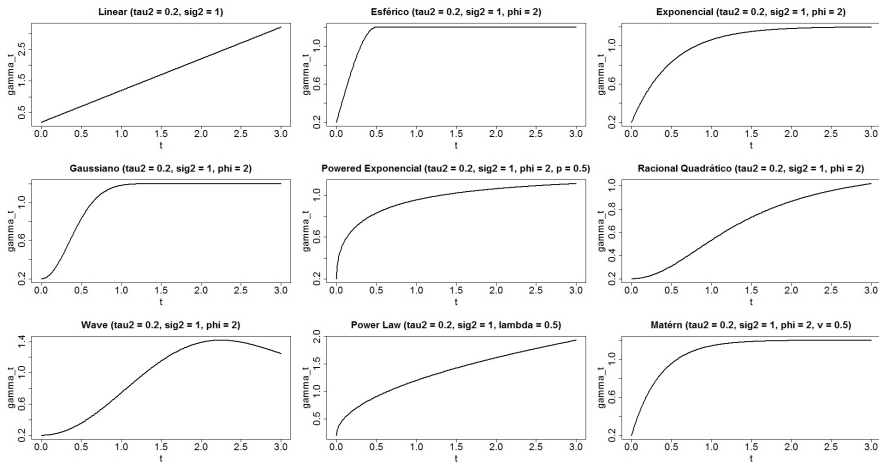 Linear (tau2 = 0.2, sig2 = 1)
gamma_t
0.5 1.5 2.5
0.0 0.5 1.0 1.5 2.0 2.5 3.0
t
Esférico (tau2 = 0.2, sig2 = 1, phi = 2)
gamma_t
0.2 0.6 1.0
0.0 0.5 1.0 1.5 2.0 2.5 3.0
t
Exponencial (tau2 = 0.2, sig2 = 1, phi = 2)
gamma_t
0.2 0.6 1.0
0.0 0.5 1.0 1.5 2.0 2.5 3.0
t
Gaussiano (tau2 = 0.2, sig2 = 1, phi = 2)
gamma_t
0.2 0.6 1.0
0.0 0.5 1.0 1.5 2.0 2.5 3.0
t
Powered Exponencial (tau2 = 0.2, sig2 = 1, phi = 2, p = 0.5)
gamma_t
0.2 0.6 1.0
0.0 0.5 1.0 1.5 2.0 2.5 3.0
t
Racional Quadrático (tau2 = 0.2, sig2 = 1, phi = 2)
gamma_t
0.2 0.4 0.6 0.8 1.0
0.0 0.5 1.0 1.5 2.0 2.5 3.0
t
Wave (tau2 = 0.2, sig2 = 1, phi = 2)
gamma_t
0.2 0.6 1.0 1.4
0.0 0.5 1.0 1.5 2.0 2.5 3.0
t
Power Law (tau2 = 0.2, sig2 = 1, lambda = 0.5)
gamma_t
0.5 1.0 1.5 2.0
0.0 0.5 1.0 1.5 2.0 2.5 3.0
t
Matérn (tau2 = 0.2, sig2 = 1, phi = 2, v = 0.5)
gamma_t
0.2 0.6 1.0
0.0 0.5 1.0 1.5 2.0 2.5 3.0
t